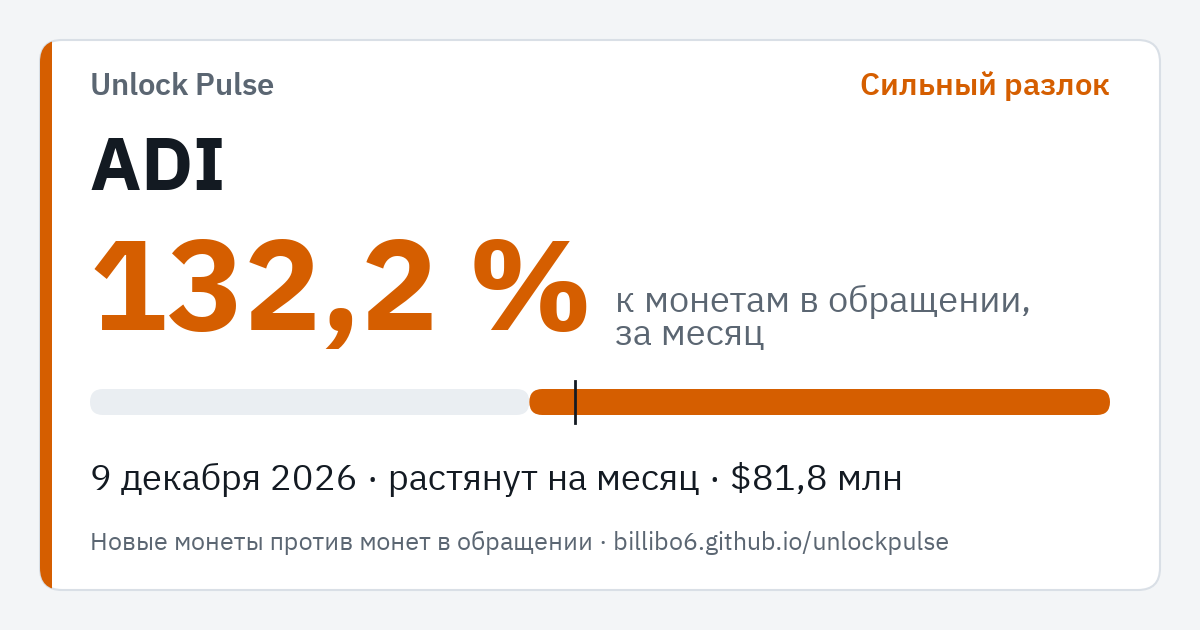 Unlock Pulse
Сильный разлок
ADI
132,2 %
к монетам в обращении,
за месяц
9 декабря 2026 · растянут на месяц · $81,8 млн
Новые монеты против монет в обращении · billibo6.github.io/unlockpulse